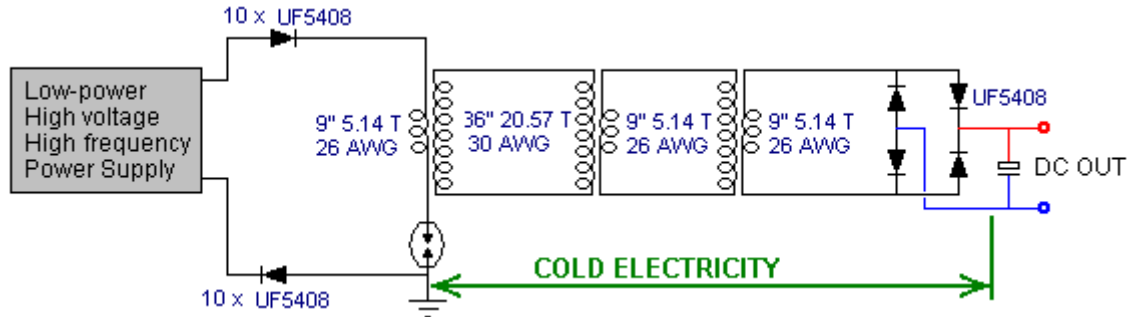 10 x UF5408
Low-power
High voltage
High frequency
Power Supply
9" 5.14 T
26 AWG
36" 20.57 T
30 AWG
9" 5.14 T
26 AWG
9" 5.14 T
26 AWG
UF5408
DC OUT
COLD ELECTRICITY
10 x UF5408